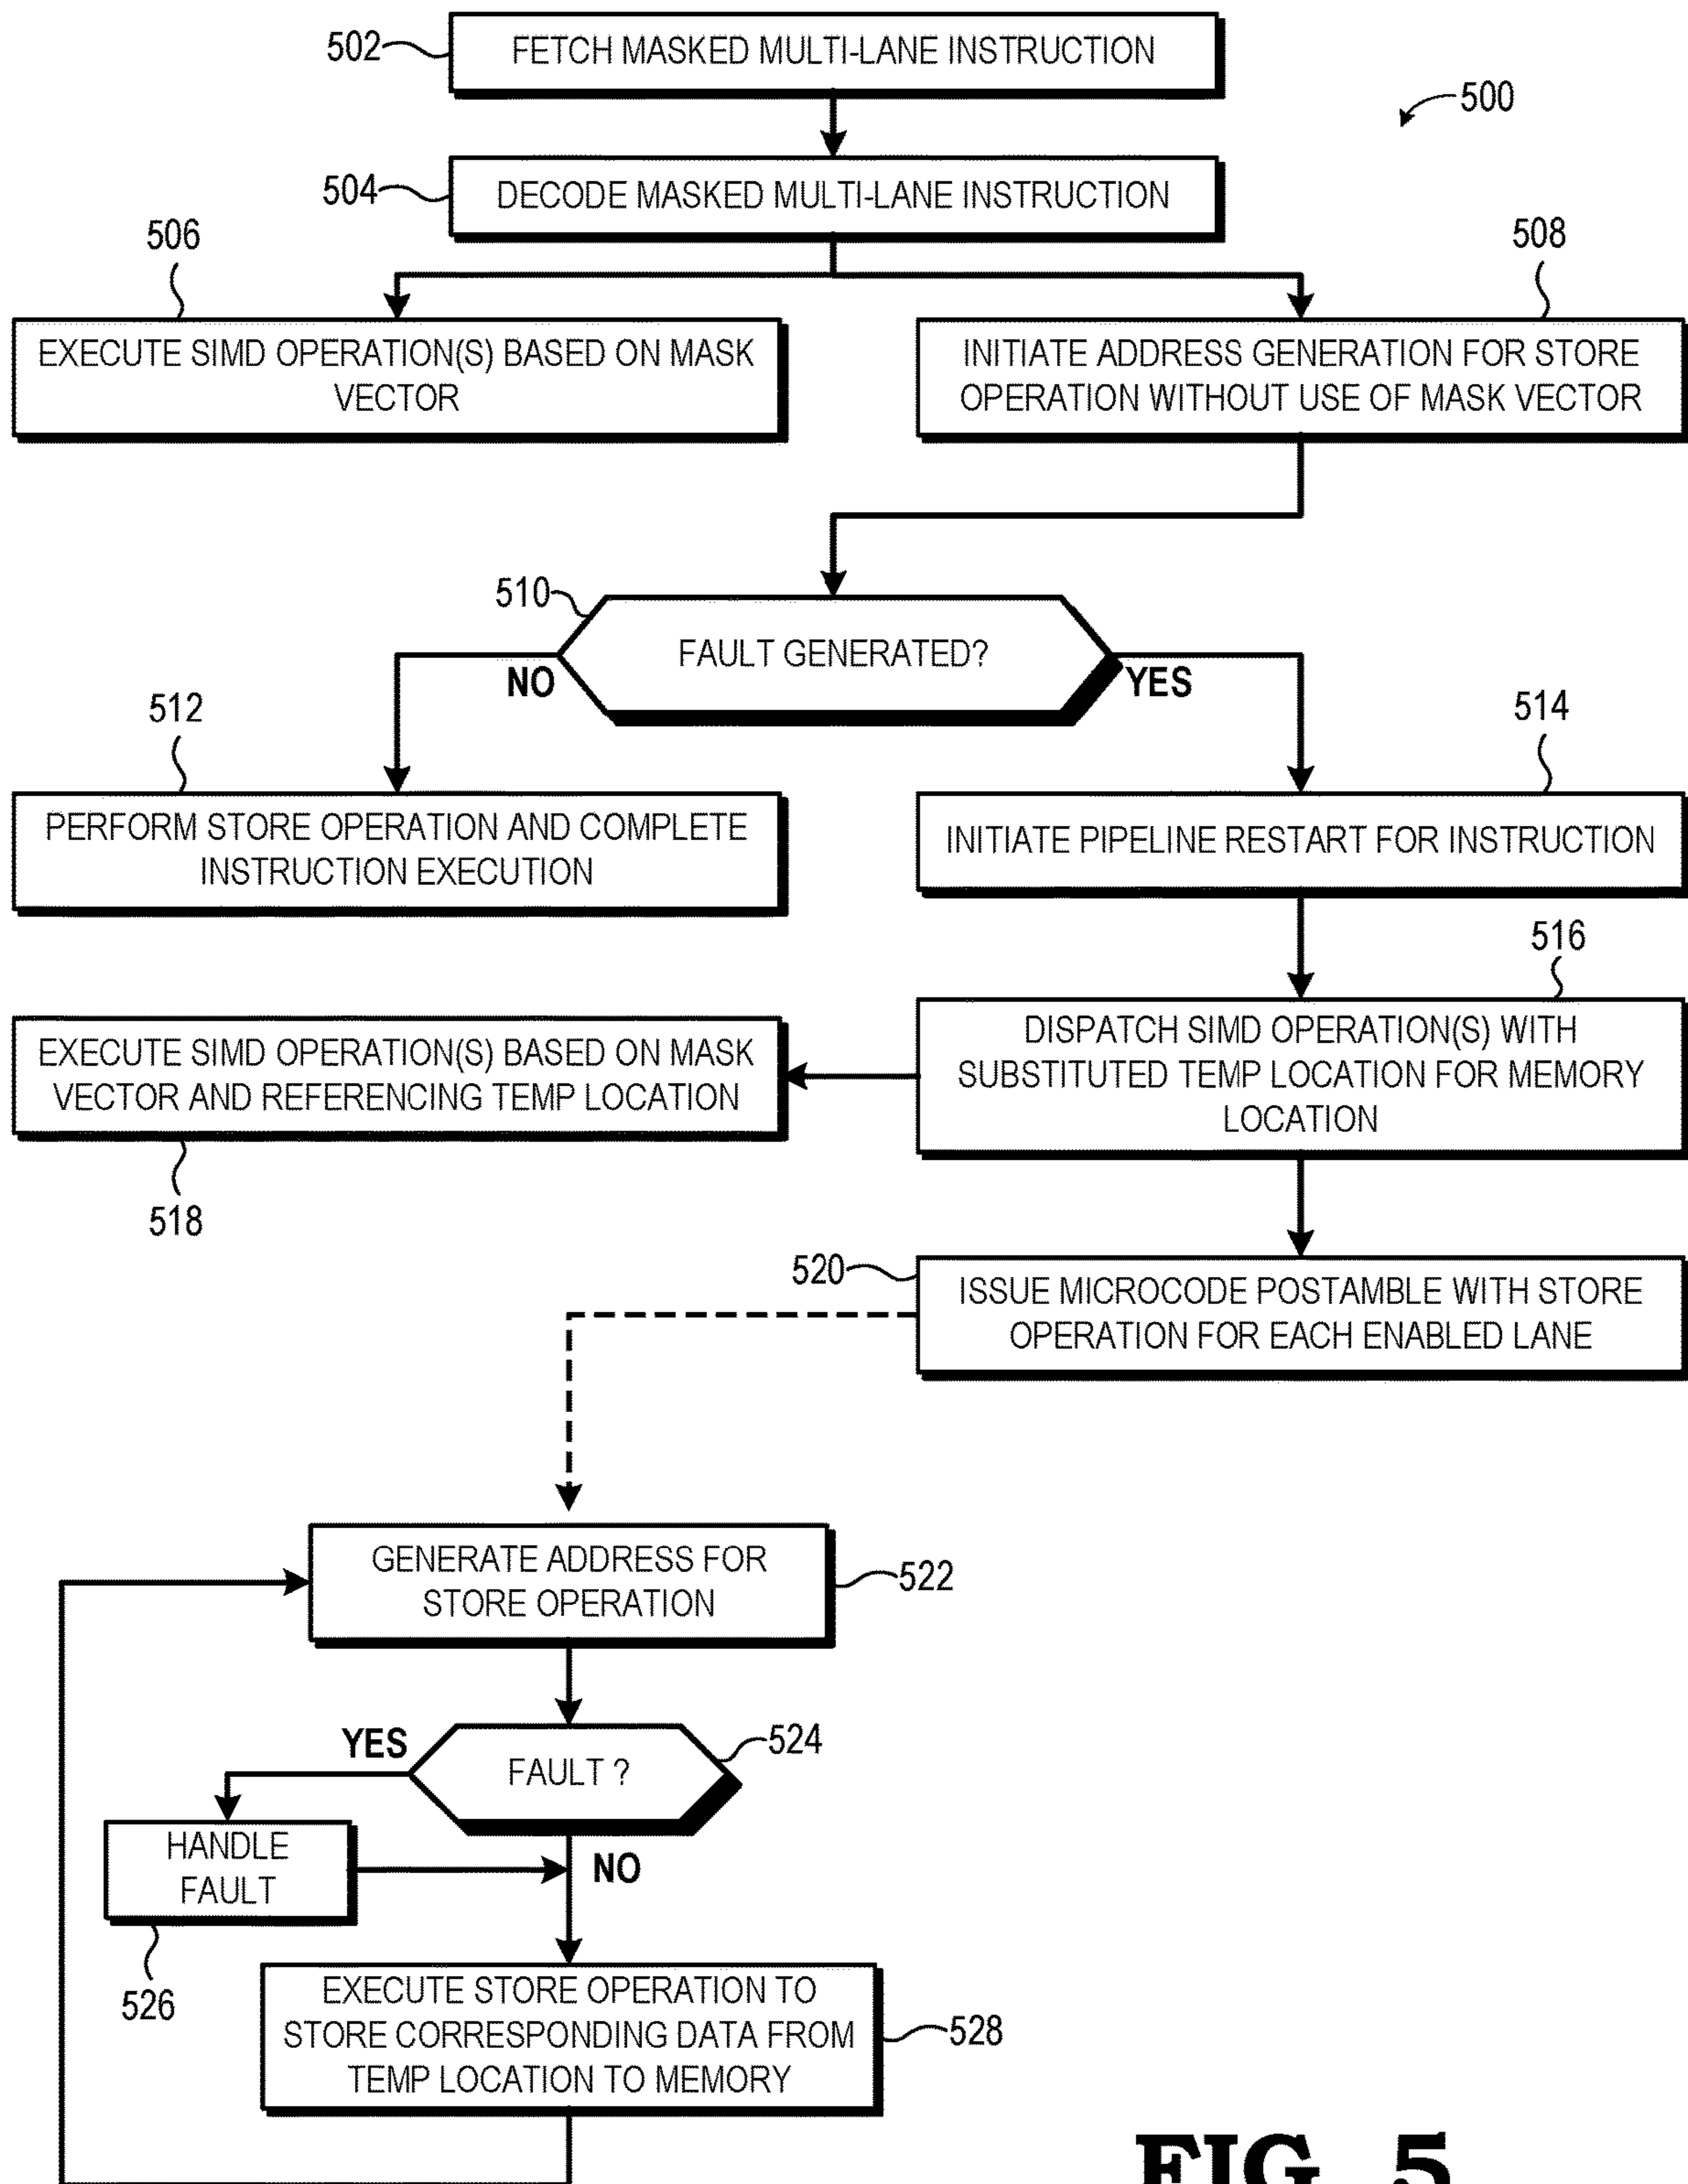 502
FETCH MASKED MULTI-LANE INSTRUCTION
500
504
DECODE MASKED MULTI-LANE INSTRUCTION
506
508
EXECUTE SIMD OPERATION(S) BASED ON MASK
VECTOR
INITIATE ADDRESS GENERATION FOR STORE
OPERATION WITHOUT USE OF MASK VECTOR
510
FAULT GENERATED?
NO
YES
512
514
PERFORM STORE OPERATION AND COMPLETE
INSTRUCTION EXECUTION
INITIATE PIPELINE RESTART FOR INSTRUCTION
516
EXECUTE SIMD OPERATION(S) BASED ON MASK
VECTOR AND REFERENCING TEMP LOCATION
518
DISPATCH SIMD OPERATION(S) WITH
SUBSTITUTED TEMP LOCATION FOR MEMORY
LOCATION
520
ISSUE MICROCODE POSTAMBLE WITH STORE
OPERATION FOR EACH ENABLED LANE
GENERATE ADDRESS FOR
STORE OPERATION
522
YES
FAULT ?
524
HANDLE
FAULT
NO
526
EXECUTE STORE OPERATION TO
STORE CORRESPONDING DATA FROM
TEMP LOCATION TO MEMORY
528
FIG. 5